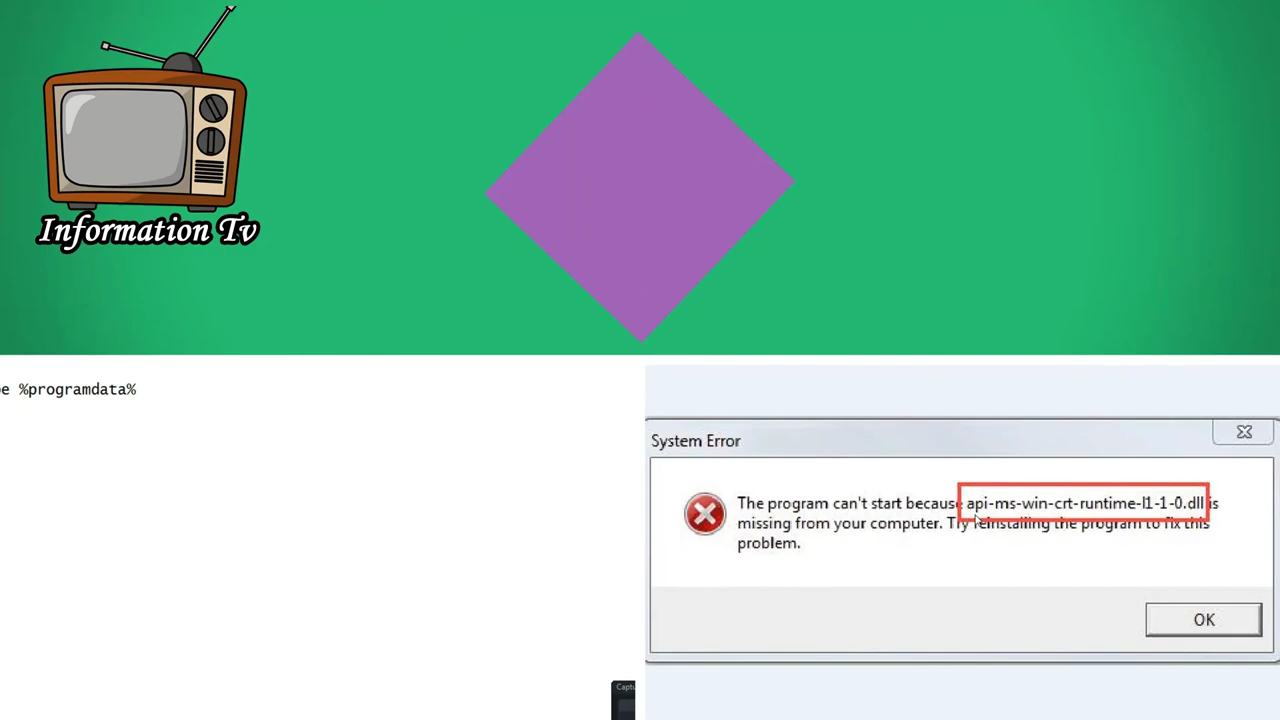 Information Tv
%programdata%
System Error
The program can't start because api-ms-win-crt-runtime-l1-1-0.dll is
missing from your computer. Try reinstalling the program to fix this
problem.
OK